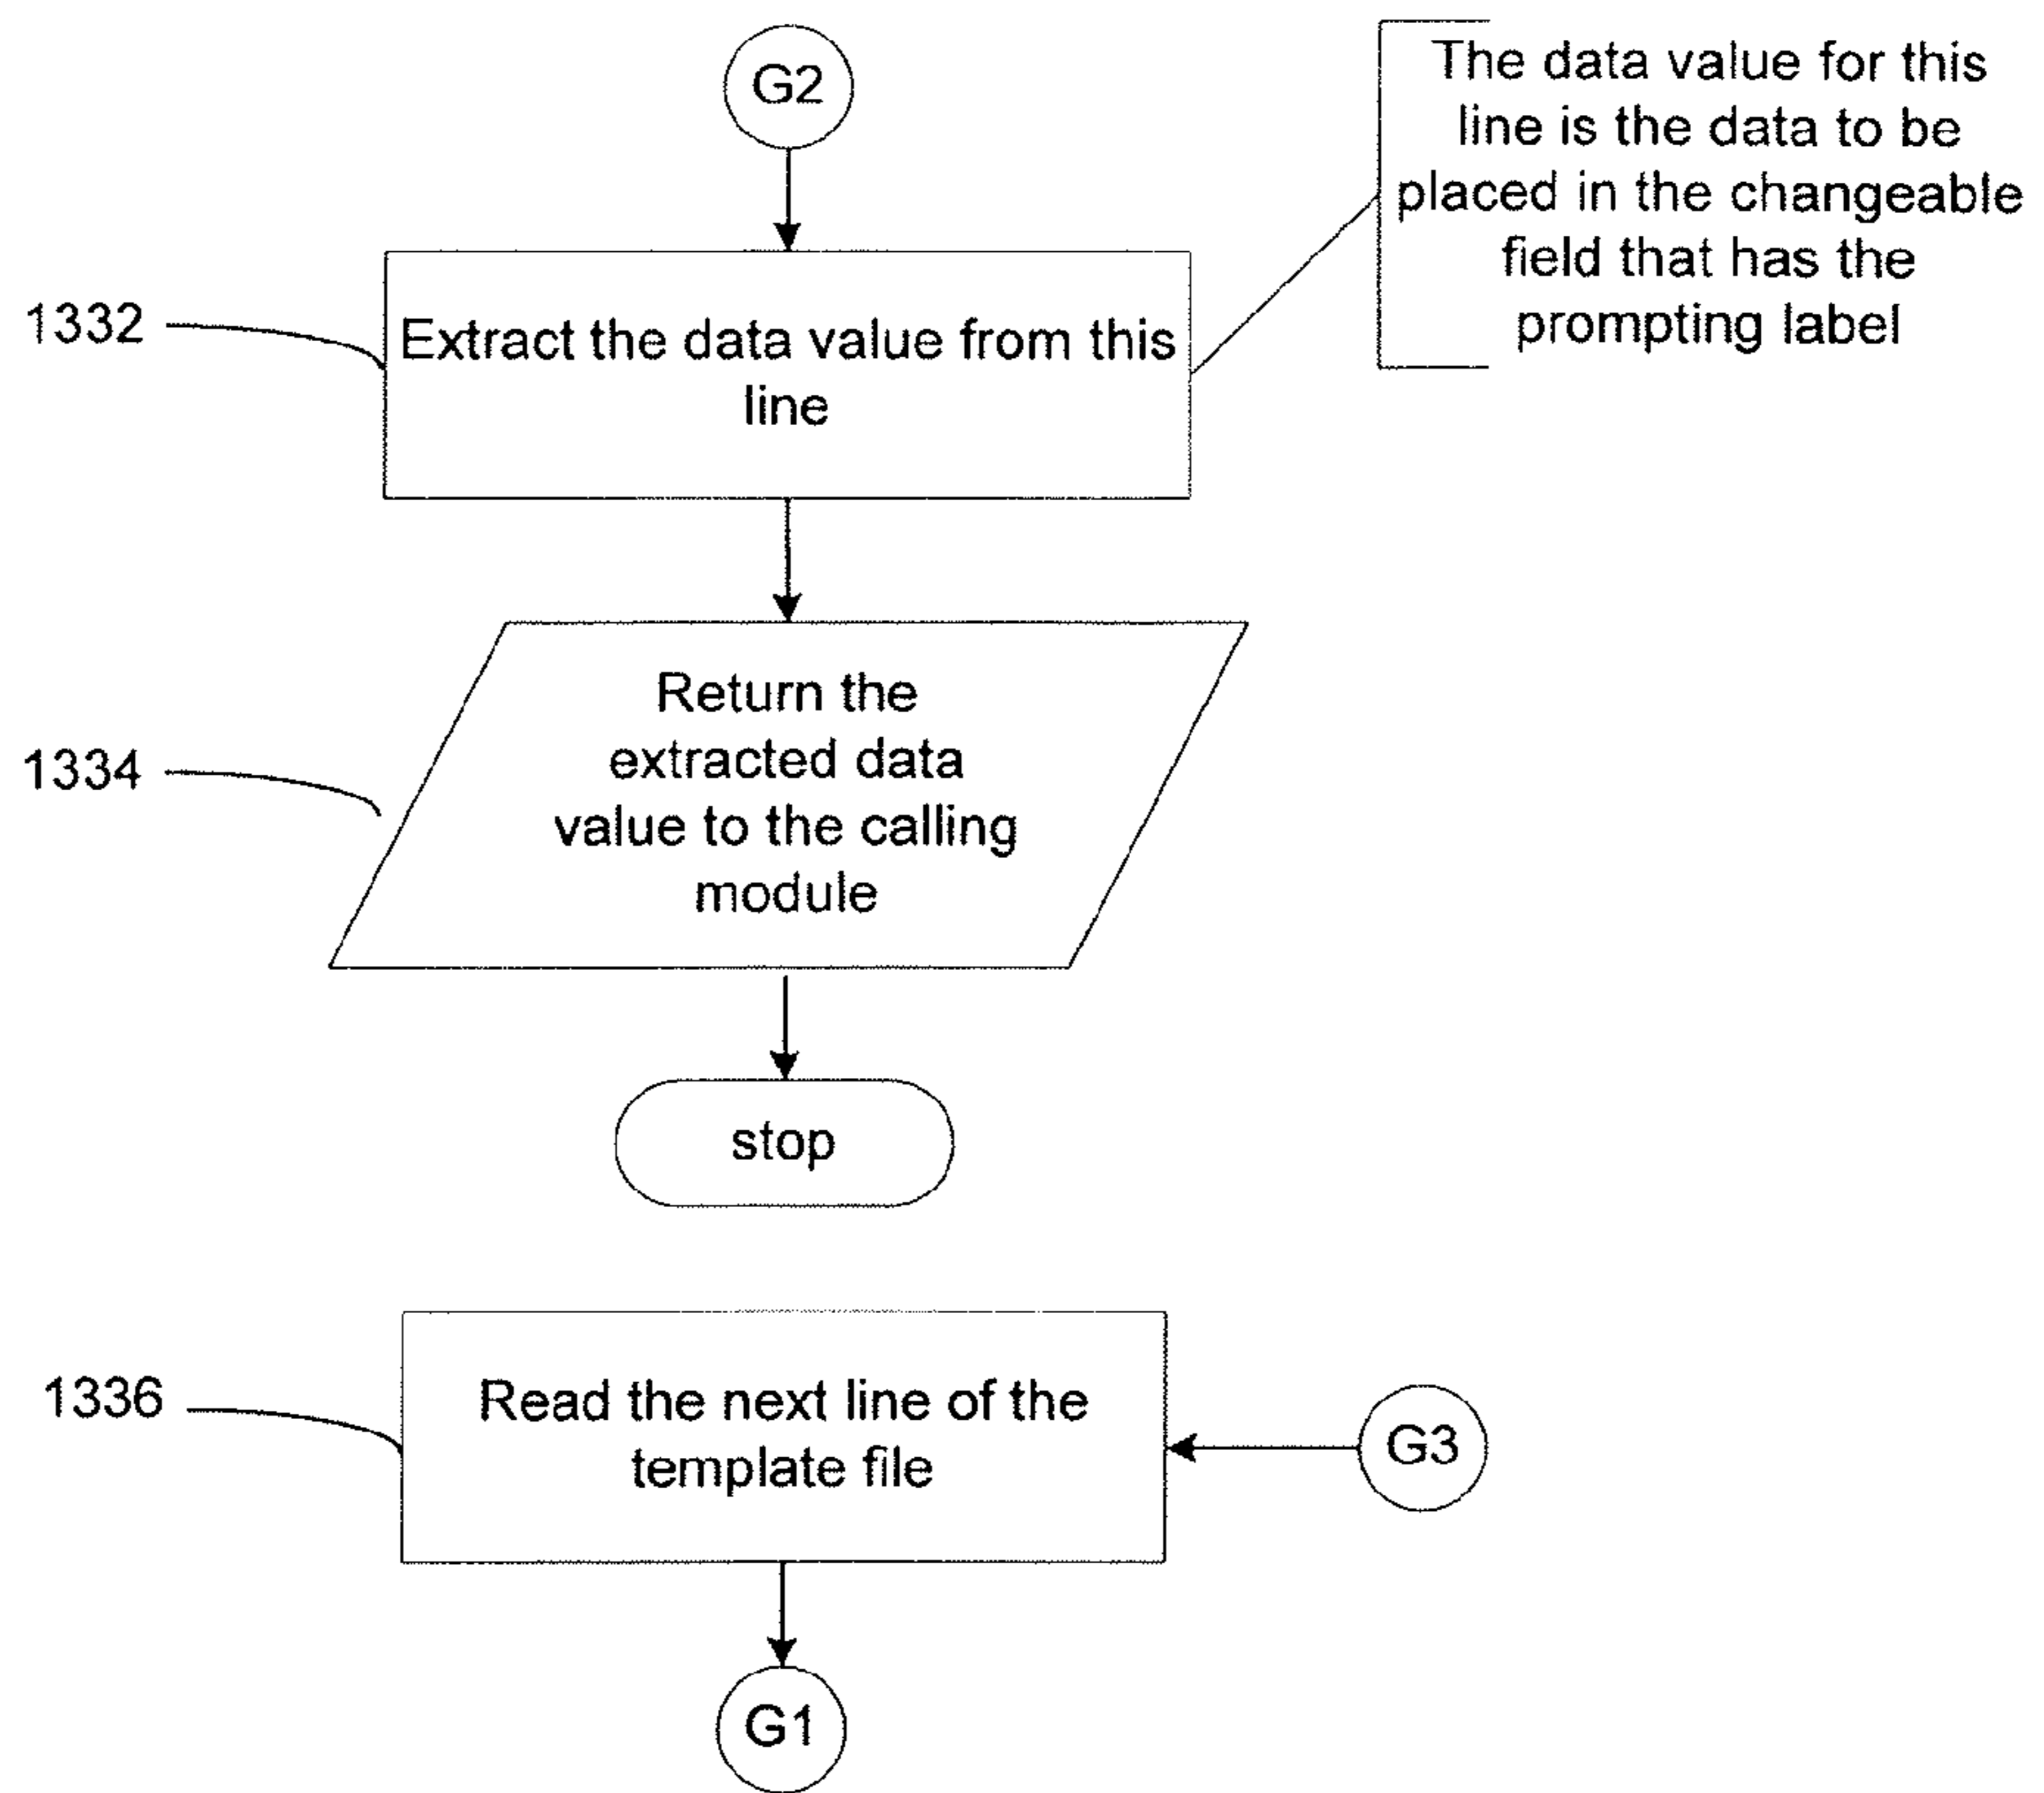 G2
The data value for this
line is the data to be
placed in the changeable
field that has the
prompting label
1332
Extract the data value from this
line
1334
Return the
extracted data
value to the calling
module
stop
1336
Read the next line of the
template file
G3
G1